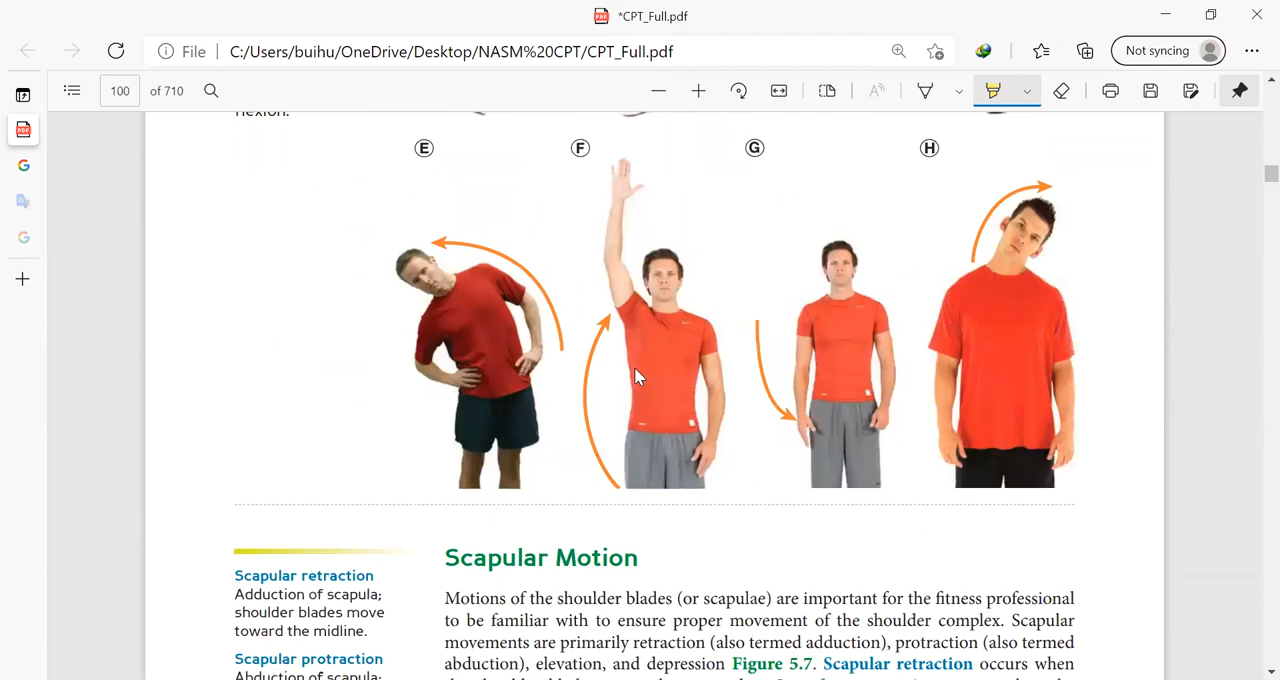 *CPT_Full.pdf
File | C:/Users/buihu/OneDrive/Desktop/NASM%20CPT/CPT_Full.pdf
Not syncing
100 of 710
flexion.
E F G H
Scapular Motion
Scapular retraction
Adduction of scapula;
shoulder blades move
toward the midline.
Scapular protraction
Abduction of scapula;
Motions of the shoulder blades (or scapulae) are important for the fitness professional
to be familiar with to ensure proper movement of the shoulder complex. Scapular
movements are primarily retraction (also termed adduction), protraction (also termed
abduction), elevation, and depression Figure 5.7. Scapular retraction occurs when